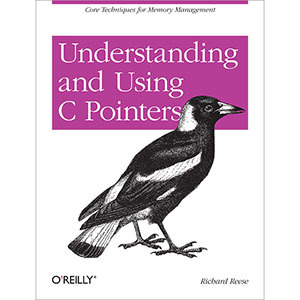 Core Techniques for Memory Management
Understanding
and Using
C Pointers
O'REILLY®
Richard Reese